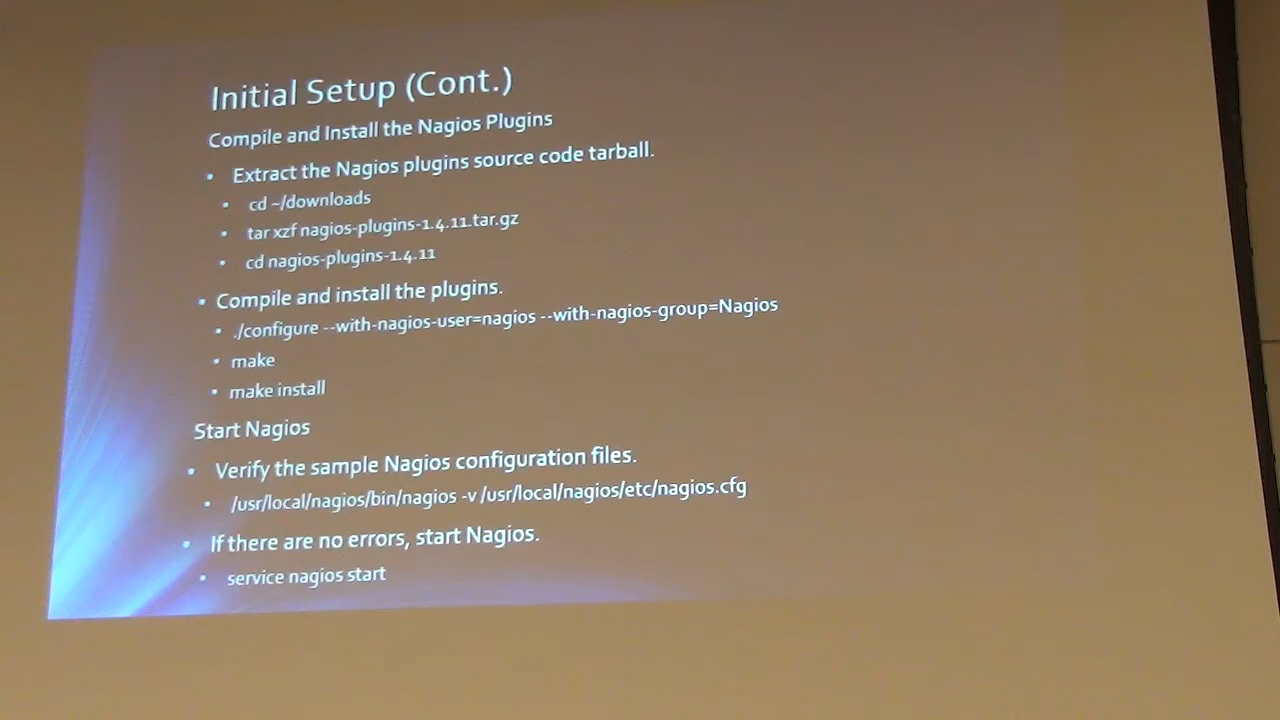 Initial Setup (Cont.)
Compile and Install the Nagios Plugins
• Extract the Nagios plugins source code tarball.
• cd ~/downloads
• tar xzf nagios-plugins-1.4.11.tar.gz
• cd nagios-plugins-1.4.11
• Compile and install the plugins.
• ./configure --with-nagios-user=nagios --with-nagios-group=Nagios
• make
• make install
Start Nagios
• Verify the sample Nagios configuration files.
• /usr/local/nagios/bin/nagios -v /usr/local/nagios/etc/nagios.cfg
• If there are no errors, start Nagios.
• service nagios start